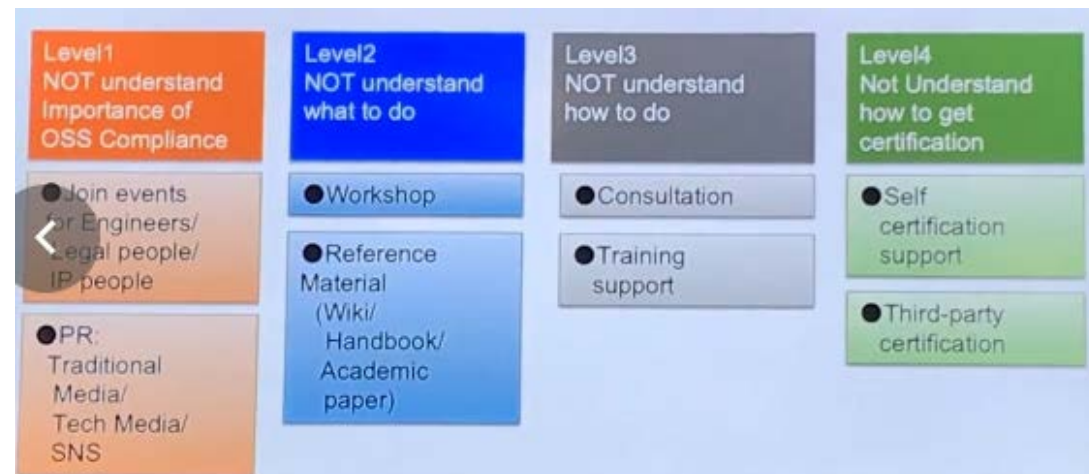 Level1
NOT understand
Importance of
OSS Compliance
●Join events
for Engineers/
Legal people/
IP people
●PR:
Traditional
Media/
Tech Media/
SNS
Level2
NOT understand
what to do
●Workshop
●Reference
Material
(Wiki/
Handbook/
Academic
paper)
Level3
NOT understand
how to do
●Consultation
●Training
support
Level4
Not Understand
how to get
certification
●Self
certification
support
●Third-party
certification